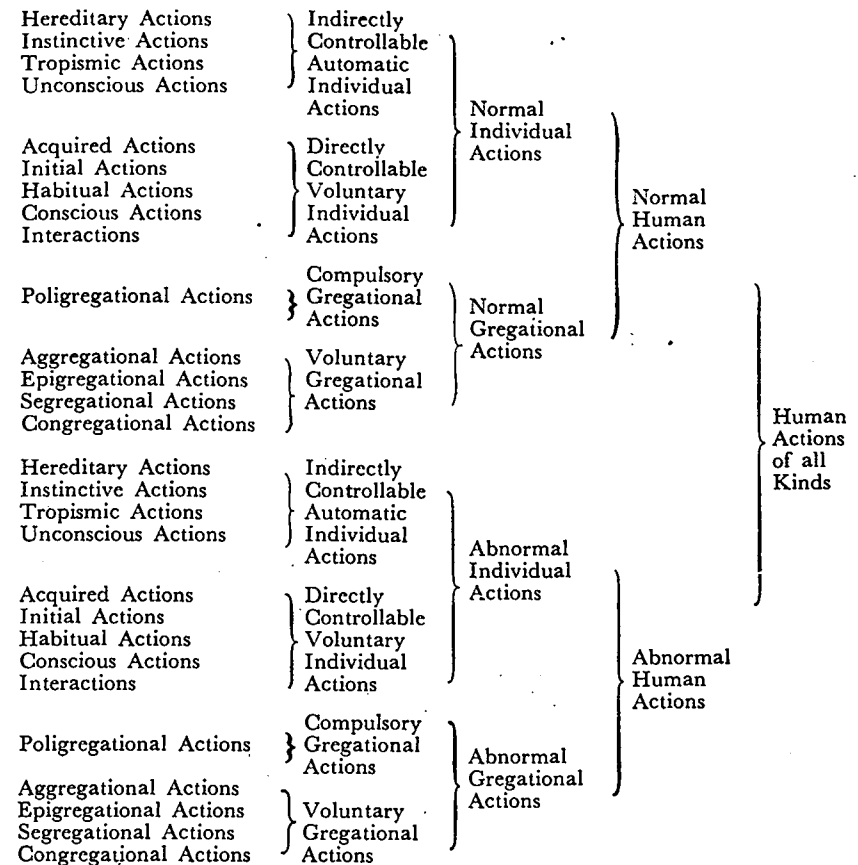 Hereditary Actions
Instinctive Actions
Tropismic Actions
Unconscious Actions
Indirectly
Controllable
Automatic
Individual
Actions
Acquired Actions
Initial Actions
Habitual Actions
Conscious Actions
Interactions
Directly
Controllable
Voluntary
Individual
Actions
Normal
Individual
Actions
Poligregational Actions
Compulsory
Gregational
Actions
Aggregational Actions
Epigregational Actions
Segregational Actions
Congregational Actions
Voluntary
Gregational
Actions
Normal
Gregational
Actions
Normal
Human
Actions
Hereditary Actions
Instinctive Actions
Tropismic Actions
Unconscious Actions
Indirectly
Controllable
Automatic
Individual
Actions
Acquired Actions
Initial Actions
Habitual Actions
Conscious Actions
Interactions
Directly
Controllable
Voluntary
Individual
Actions
Abnormal
Individual
Actions
Poligregational Actions
Compulsory
Gregational
Actions
Aggregational Actions
Epigregational Actions
Segregational Actions
Congregational Actions
Voluntary
Gregational
Actions
Abnormal
Gregational
Actions
Abnormal
Human
Actions
Human
Actions
of all
Kinds